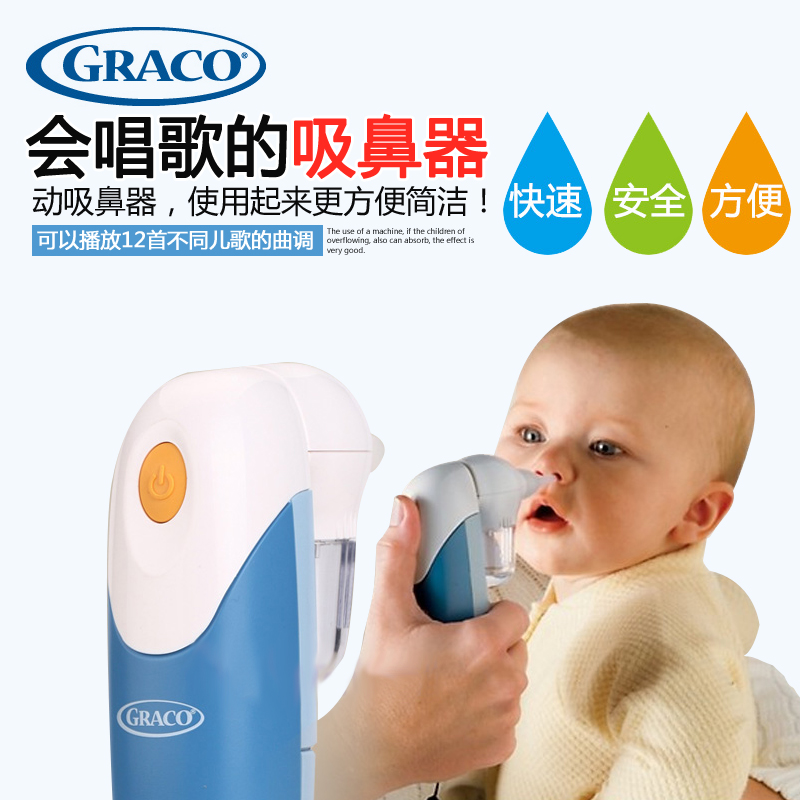 GRACO®
会唱歌的吸鼻器
动吸鼻器，使用起来更方便简洁！
可以播放12首不同儿歌的曲调
The use of a machine, if the children of
overflowing, also can absorb, the effect is
very good.
快速
安全
方便
GRACO